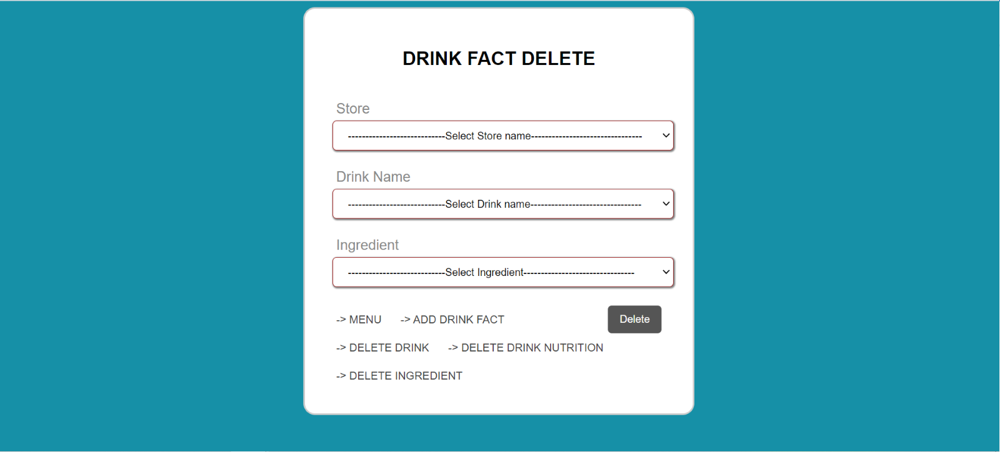 DRINK FACT DELETE
Store
----------------------------Select Store name--------------------------------
Drink Name
----------------------------Select Drink name--------------------------------
Ingredient
----------------------------Select Ingredient--------------------------------
-> MENU -> ADD DRINK FACT Delete
-> DELETE DRINK -> DELETE DRINK NUTRITION
-> DELETE INGREDIENT